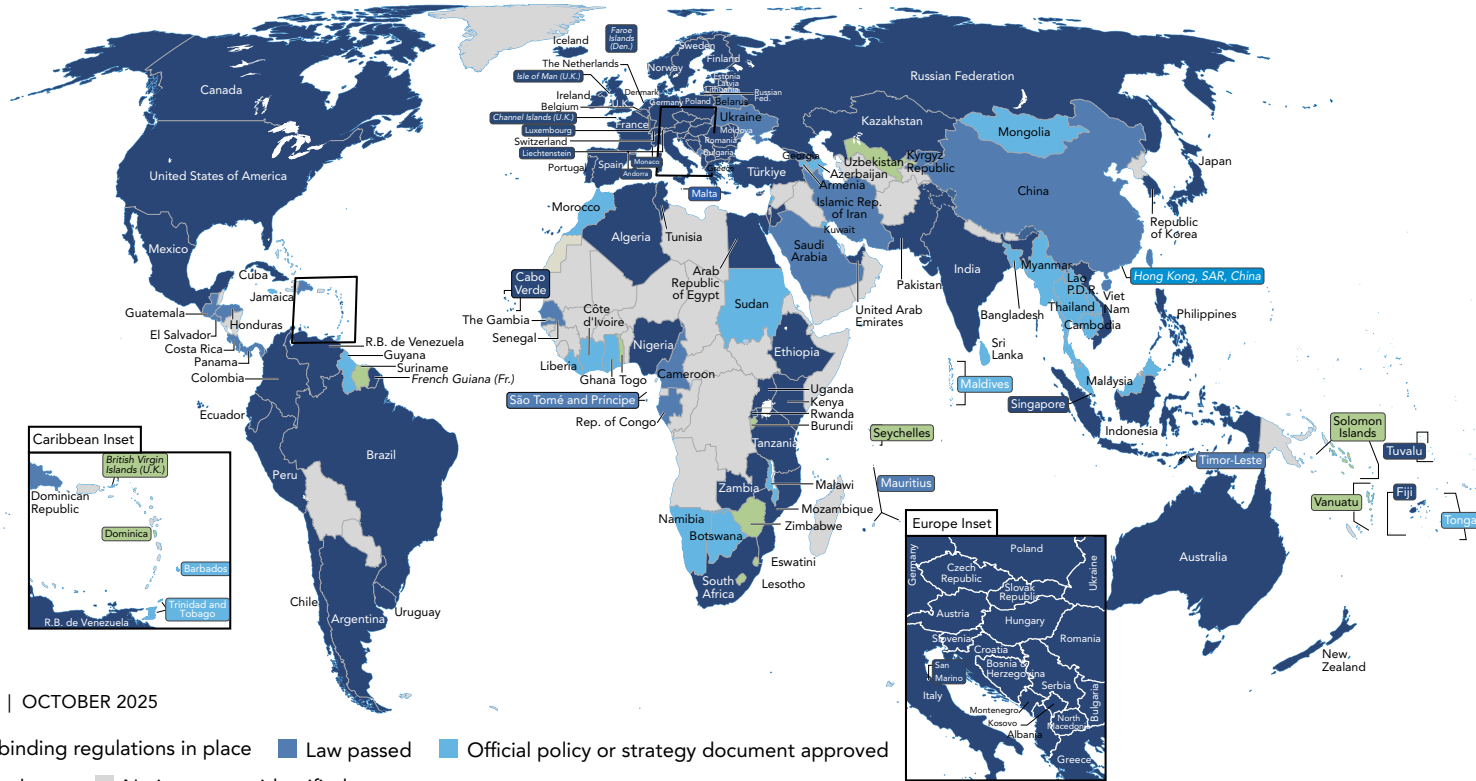 Canada
United States of America
Mexico
Cuba
Jamaica
Guatemala
El Salvador
Honduras
Costa Rica
Panama
Colombia
Ecuador
R.B. de Venezuela
Guyana
Suriname
French Guiana (Fr.)
Brazil
Peru
Chile
Argentina
Uruguay
Caribbean Inset
British Virgin
Islands (U.K.)
Dominican
Republic
Dominica
Barbados
Trinidad and
Tobago
R.B. de Venezuela
Iceland
Faroe
Islands
(Den.)
The Netherlands
Isle of Man (U.K.)
Ireland
Belgium
Channel Islands (U.K.)
Luxembourg
Switzerland
Liechtenstein
Portugal
Spain
France
U.K.
Denmark
Germany
Poland
Norway
Sweden
Finland
Estonia
Latvia
Lithuania
Russian
Fed.
Belarus
Ukraine
Moldova
Romania
Bulgaria
Greece
Monaco
Andorra
Malta
Türkiye
Georgia
Azerbaijan
Armenia
Russian Federation
Kazakhstan
Uzbekistan
Kyrgyz
Republic
Mongolia
China
Japan
Republic
of Korea
Hong Kong, SAR, China
Islamic Rep.
of Iran
Kuwait
Saudi
Arabia
United Arab
Emirates
Pakistan
India
Bangladesh
Myanmar
Lao
P.D.R.
Thailand
Viet
Nam
Cambodia
Philippines
Sri
Lanka
Maldives
Malaysia
Singapore
Indonesia
Timor-Leste
Morocco
Algeria
Tunisia
Arab
Republic
of Egypt
Cabo
Verde
The Gambia
Senegal
Côte
d'Ivoire
Liberia
Ghana
Togo
Nigeria
Cameroon
São Tomé and Príncipe
Rep. of Congo
Sudan
Ethiopia
Uganda
Kenya
Rwanda
Burundi
Tanzania
Seychelles
Mauritius
Malawi
Zambia
Mozambique
Zimbabwe
Namibia
Botswana
Eswatini
Lesotho
South
Africa
Solomon
Islands
Tuvalu
Vanuatu
Fiji
Tonga
Australia
New
Zealand
Europe Inset
Germany
Poland
Ukraine
Czech
Republic
Slovak
Republic
Austria
Hungary
Slovenia
Croatia
Romania
San
Marino
Bosnia &
Herzegovina
Serbia
Italy
Montenegro
Kosovo
Albania
North
Macedonia
Bulgaria
Greece
| OCTOBER 2025
binding regulations in place
Law passed
Official policy or strategy document approved